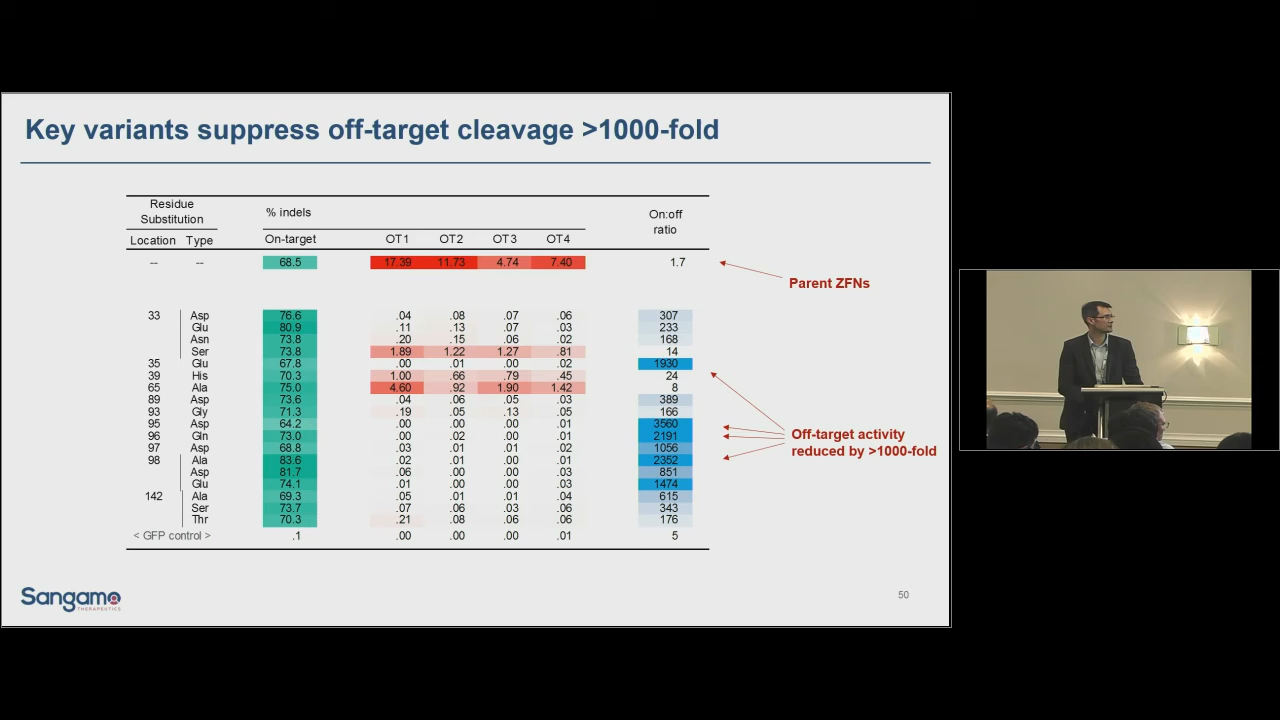 Key variants suppress off-target cleavage >1000-fold
Residue
Substitution
% indels
On:off
ratio
Location Type On-target OT1 OT2 OT3 OT4
-- -- 68.5 17.39 11.73 4.74 7.40 1.7
Parent ZFNs
33 Asp 76.6 .04 .08 .07 .06 307
Glu 80.9 .11 .13 .07 .03 233
Asn 73.8 .20 .15 .06 .02 168
Ser 73.8 1.89 1.22 1.27 .81 14
35 Glu 67.8 .00 .01 .00 .02 1930
39 His 70.3 1.00 .66 .79 .45 24
65 Ala 75.0 4.60 .92 1.90 1.42 8
89 Asp 73.6 .04 .06 .05 .03 389
93 Gly 71.3 .19 .05 .13 .05 166
95 Asp 64.2 .00 .00 .00 .01 3560
96 Gln 73.0 .00 .02 .00 .01 2191
97 Asp 68.8 .03 .01 .01 .02 1056
98 Ala 83.6 .02 .01 .00 .01 2352
Asp 81.7 .06 .00 .00 .03 851
Glu 74.1 .01 .00 .00 .03 1474
142 Ala 69.3 .05 .01 .01 .04 615
Ser 73.7 .07 .06 .03 .06 343
Thr 70.3 .21 .08 .06 .06 176
< GFP control > .1 .00 .00 .00 .01 5
Off-target activity
reduced by >1000-fold
Sangamo
THERAPEUTICS
50